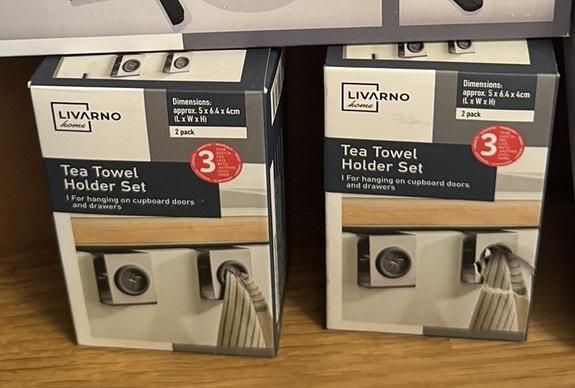 LIVARNO
home
Dimensions:
approx. 5 x 6.4 x 4cm
(L x W x H)
2 pack
3
Tea Towel
Holder Set
For hanging on cupboard doors
and drawers
LIVARNO
home
Dimensions:
approx. 5 x 6.4 x 4cm
(L x W x H)
2 pack
3
Tea Towel
Holder Set
For hanging on cupboard doors
and drawers